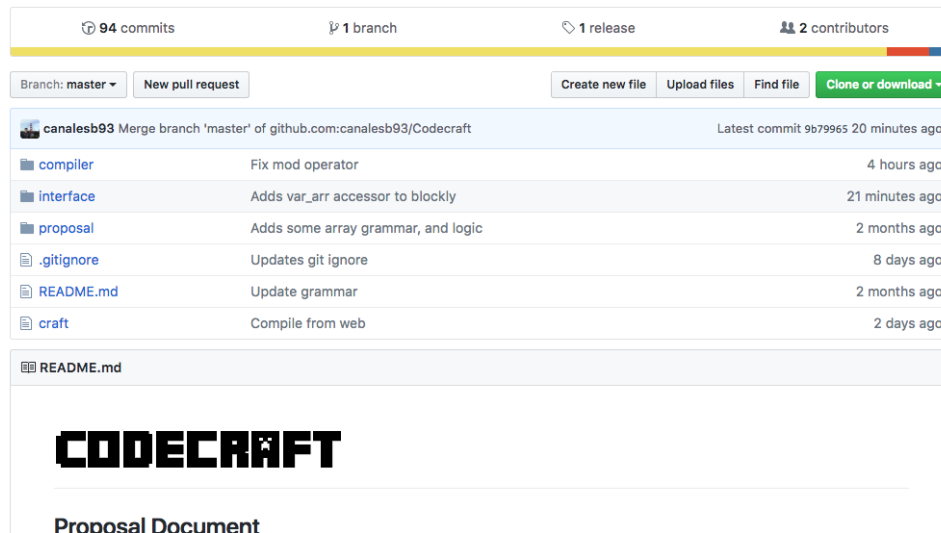 94 commits 1 branch 1 release 2 contributors
Branch: master New pull request Create new file Upload files Find file Clone or download
canalesb93 Merge branch 'master' of github.com:canalesb93/Codecraft Latest commit 9b79965 20 minutes ago
compiler Fix mod operator 4 hours ago
interface Adds var_arr accessor to blockly 21 minutes ago
proposal Adds some array grammar, and logic 2 months ago
.gitignore Updates git ignore 8 days ago
README.md Update grammar 2 months ago
craft Compile from web 2 days ago
README.md
CODECRAFT
Proposal Document